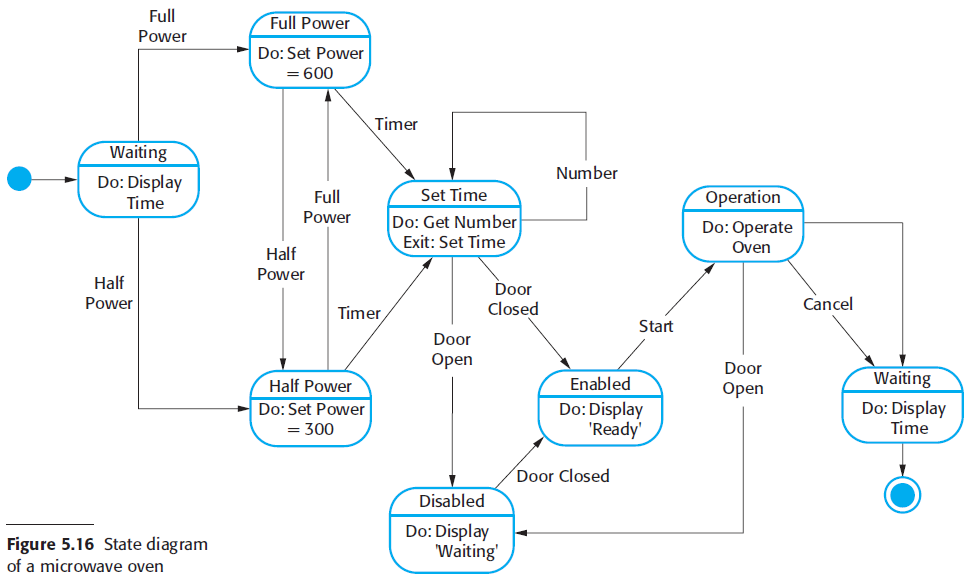 Full
Power
Full Power
Do: Set Power
= 600
Timer
Waiting
Do: Display
Time
Full
Power
Half
Power
Half
Power
Set Time
Do: Get Number
Exit: Set Time
Number
Timer
Door
Closed
Door
Open
Operation
Do: Operate
Oven
Start
Cancel
Door
Open
Half Power
Do: Set Power
= 300
Enabled
Do: Display
'Ready'
Waiting
Do: Display
Time
Door Closed
Disabled
Do: Display
'Waiting'
Figure 5.16 State diagram
of a microwave oven